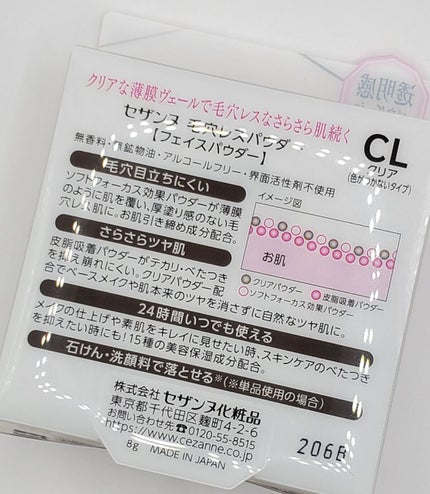 透明感
クリアな薄膜ヴェールで毛穴レスなさらさら肌続く
セザンヌ 毛穴レスパウダー
【フェイスパウダー】
CL
クリア
(色がつかないタイプ)
無香料・無鉱物油・アルコールフリー・界面活性剤不使用
毛穴目立ちにくい
ソフトフォーカス効果パウダーが薄膜
のように肌を覆い、厚塗り感のない毛
穴レス肌に。お肌引き締め成分配合。
イメージ図
お肌
クリアパウダー
皮脂吸着パウダー
ソフトフォーカス効果パウダー
さらさらツヤ肌
皮脂吸着パウダーがテカリ・べたつき
を抑え崩れにくい。クリアパウダー配
合でベースメイクや肌本来のツヤを消さずに自然なツヤ肌に。
24時間いつでも使える
メイクの仕上げや素肌をキレイに見せたい時、スキンケアのべたつき
を抑えたい時にも!15種の美容保湿成分配合。
石けん・洗顔料で落とせる※(※単品使用の場合)
株式会社 セザンヌ化粧品
東京都千代田区麹町4-2-6
お問い合わせ先 0120-55-8515
https://www.cezanne.co.jp
8g MADE IN JAPAN
206B